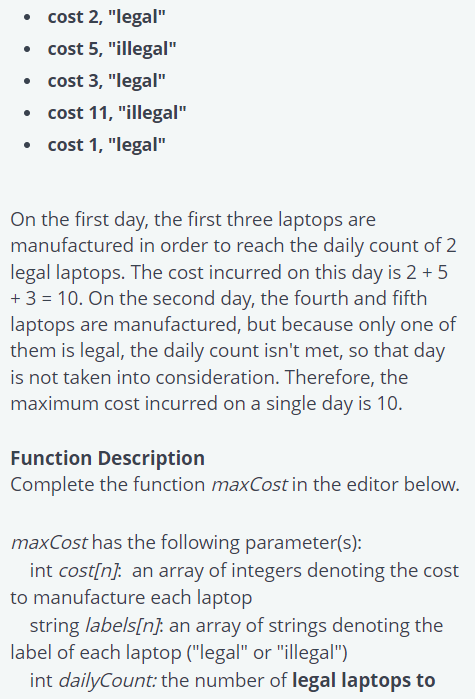 • cost 2, "legal"
• cost 5, "illegal"
• cost 3, "legal"
• cost 11, "illegal"
• cost 1, "legal"
On the first day, the first three laptops are
manufactured in order to reach the daily count of 2
legal laptops. The cost incurred on this day is 2 + 5
+ 3 = 10. On the second day, the fourth and fifth
laptops are manufactured, but because only one of
them is legal, the daily count isn't met, so that day
is not taken into consideration. Therefore, the
maximum cost incurred on a single day is 10.
Function Description
Complete the function maxCost in the editor below.
maxCost has the following parameter(s):
int cost[n]: an array of integers denoting the cost
to manufacture each laptop
string labels[n]: an array of strings denoting the
label of each laptop ("legal" or "illegal")
int dailyCount: the number of legal laptops to